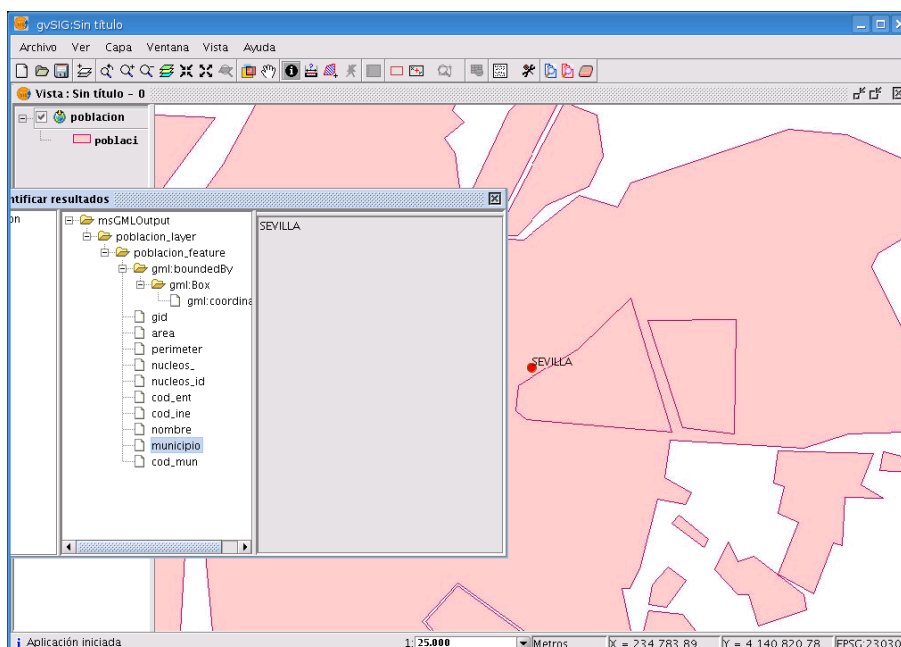 gvSIG:Sin título
Archivo Ver Capa Ventana Vista Ayuda
Vista : Sin título - 0
poblacion
poblaci
ntificar resultados
on
msGMLOutput
poblacion_layer
poblacion_feature
gml:boundedBy
gml:Box
gml:coordina
gid
area
perimeter
nucleos_
nucleos_id
cod_ent
cod_ine
nombre
municipio
cod_mun
SEVILLA
SEVILLA
Aplicación iniciada
1: 25.000
Metros
X = 234.783,89
Y = 4.140.820,78
EPSG:23030